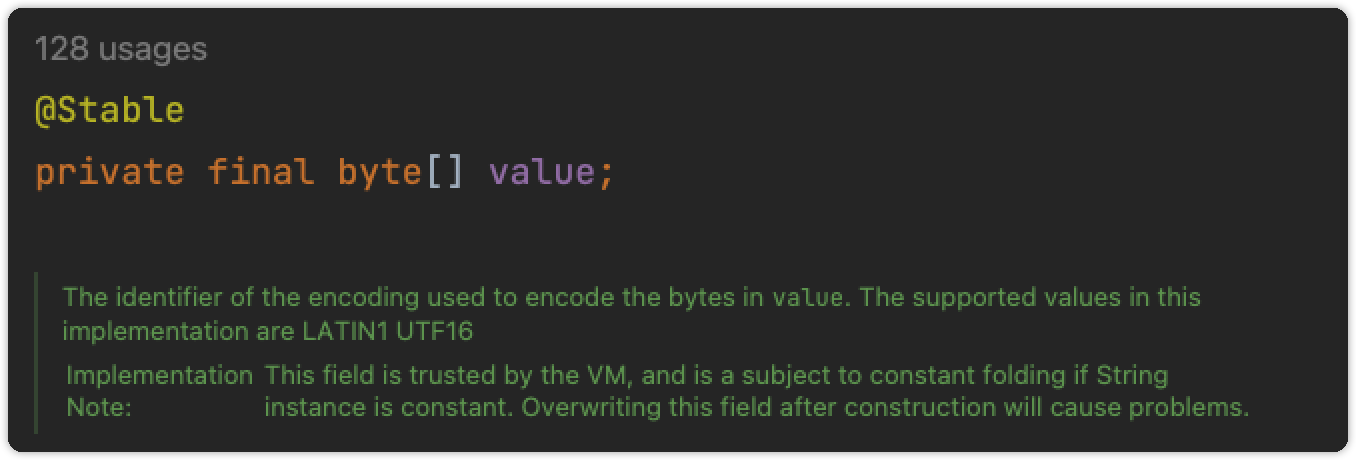 128 usages
@Stable
private final byte[] value;
The identifier of the encoding used to encode the bytes in value. The supported values in this
implementation are LATIN1 UTF16
Implementation This field is trusted by the VM, and is a subject to constant folding if String
Note: instance is constant. Overwriting this field after construction will cause problems.